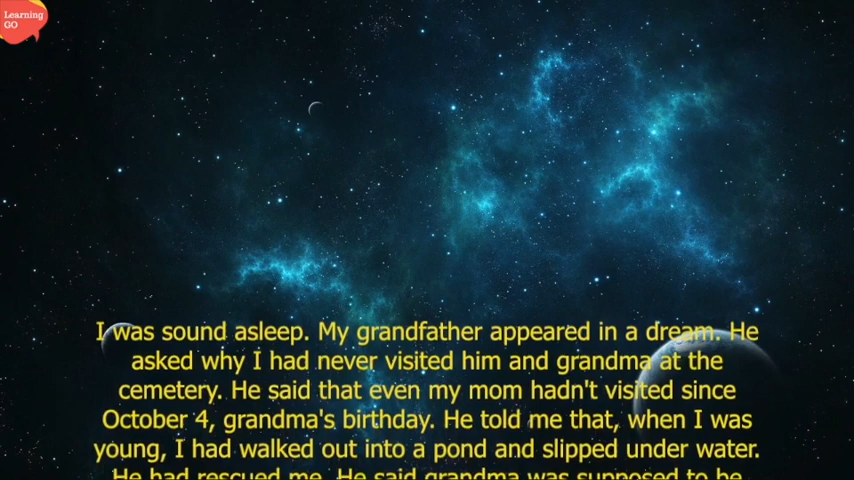 Learning
GO
I was sound asleep. My grandfather appeared in a dream. He
asked why I had never visited him and grandma at the
cemetery. He said that even my mom hadn't visited since
October 4, grandma's birthday. He told me that, when I was
young, I had walked out into a pond and slipped under water.
He had rescued me. He said grandma was supposed to be